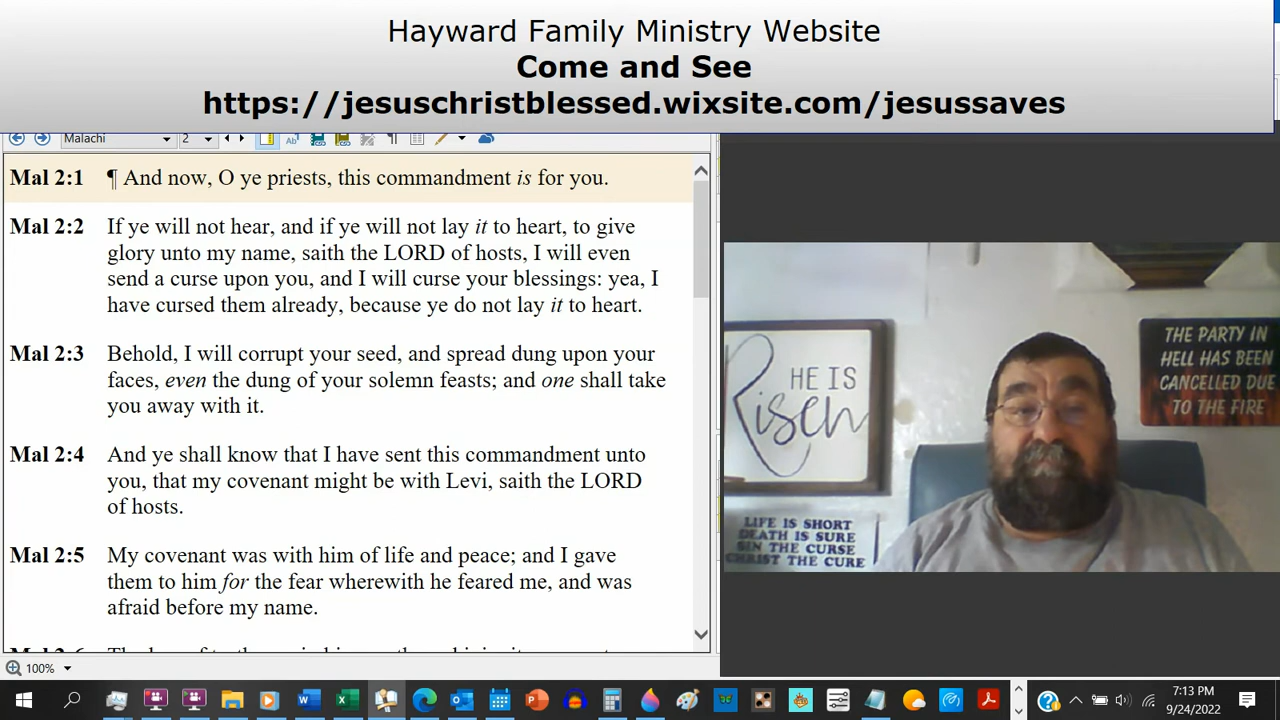 Hayward Family Ministry Website
Come and See
https://jesuschristblessed.wixsite.com/jesussaves
Malachi
2
Mal 2:1 ¶ And now, O ye priests, this commandment is for you.
Mal 2:2 If ye will not hear, and if ye will not lay it to heart, to give
glory unto my name, saith the LORD of hosts, I will even
send a curse upon you, and I will curse your blessings: yea, I
have cursed them already, because ye do not lay it to heart.
Mal 2:3 Behold, I will corrupt your seed, and spread dung upon your
faces, even the dung of your solemn feasts; and one shall take
you away with it.
Mal 2:4 And ye shall know that I have sent this commandment unto
you, that my covenant might be with Levi, saith the LORD
of hosts.
Mal 2:5 My covenant was with him of life and peace; and I gave
them to him for the fear wherewith he feared me, and was
afraid before my name.
100%
HE IS
Risen
THE PARTY IN
HELL HAS BEEN
CANCELLED DUE
TO THE FIRE
LIFE IS SHORT
DEATH IS SURE
SIN THE CURSE
CHRIST THE CURE
7:13 PM
9/24/2022